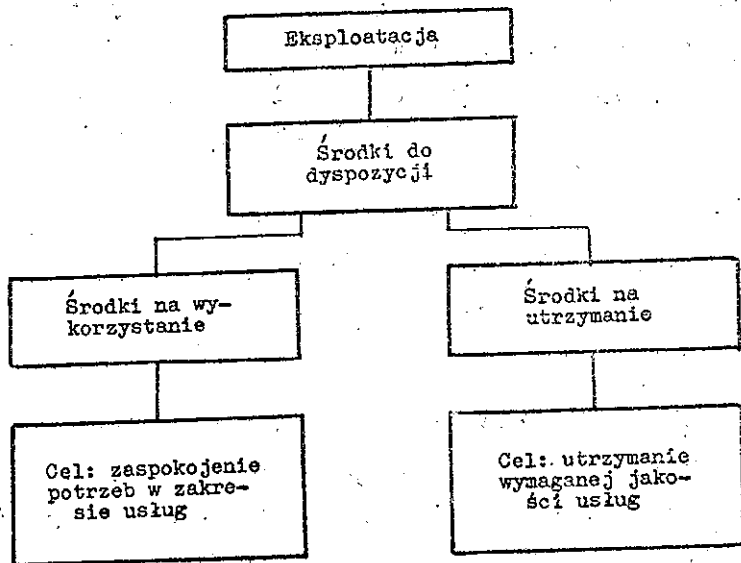 Eksploatacja
Środki do
dyspozycji
Środki na wy-
korzystanie
Środki na
utrzymanie
Cel: zaspokojenie
potrzeb w zakre-
sie usług
Cel: utrzymanie
wymaganej jako-
ści usług